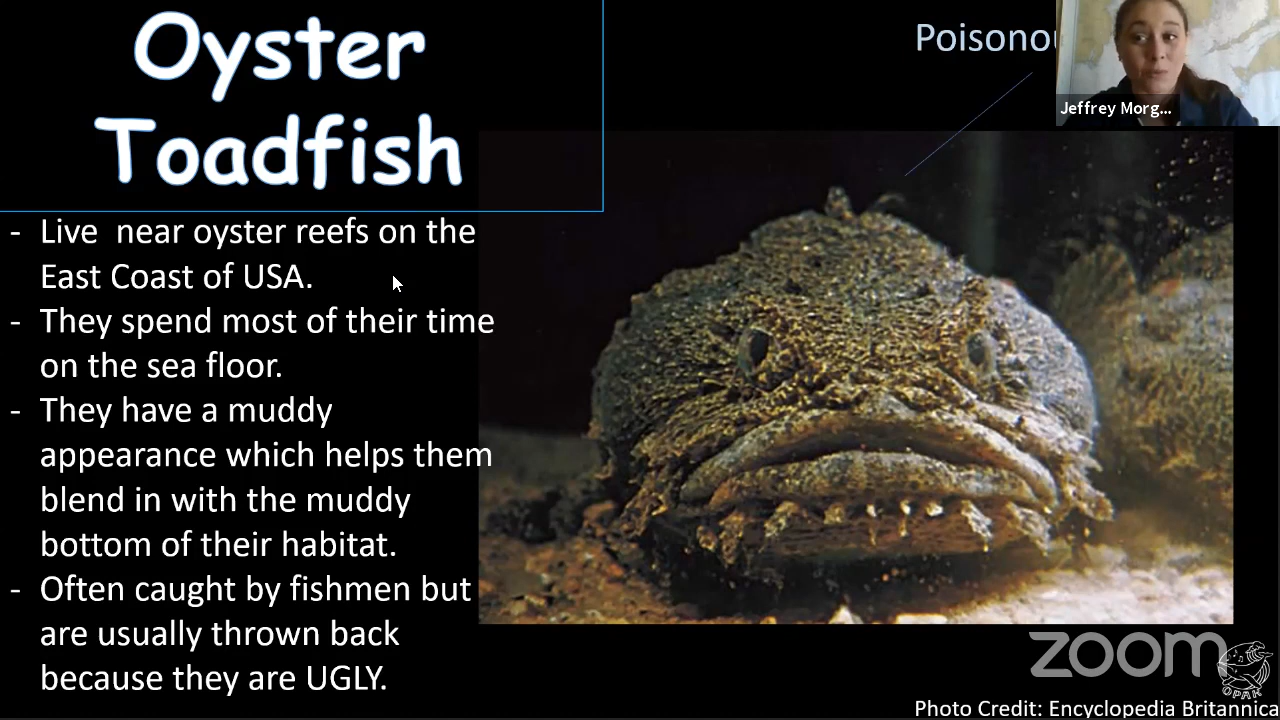 Oyster
Toadfish
- Live near oyster reefs on the
East Coast of USA.
- They spend most of their time
on the sea floor.
- They have a muddy
appearance which helps them
blend in with the muddy
bottom of their habitat.
- Often caught by fishmen but
are usually thrown back
because they are UGLY.
Jeffrey Morg...
zoom
OPAR
Photo Credit: Encyclopedia Britannica